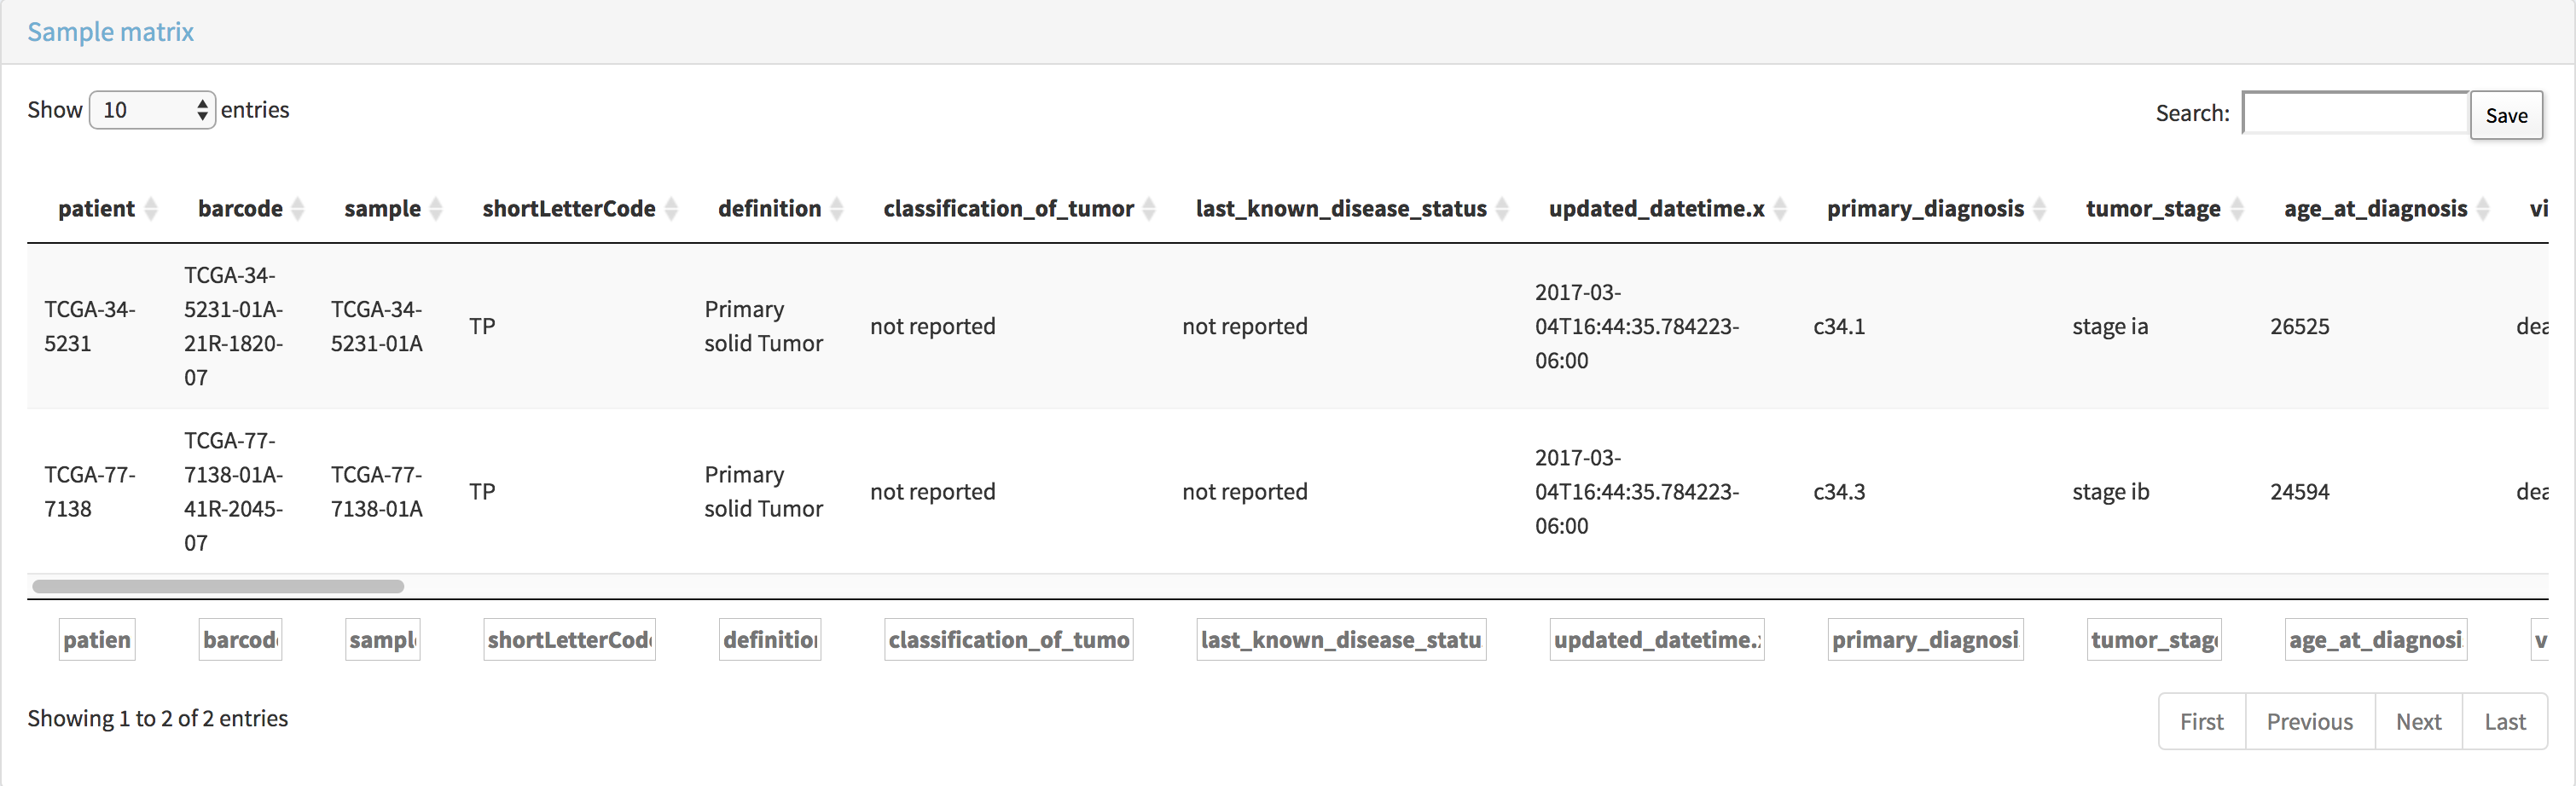 Sample matrix
Show 10 entries
Search: Save
patient barcode sample shortLetterCode definition classification_of_tumor last_known_disease_status updated_datetime.x primary_diagnosis tumor_stage age_at_diagnosis vi
TCGA-34-
5231
TCGA-34-
5231-01A-
21R-1820-
07
TCGA-34-
5231-01A
TP
Primary
solid Tumor
not reported
not reported
2017-03-
04T16:44:35.784223-
06:00
c34.1
stage ia
26525
dea
TCGA-77-
7138
TCGA-77-
7138-01A-
41R-2045-
07
TCGA-77-
7138-01A
TP
Primary
solid Tumor
not reported
not reported
2017-03-
04T16:44:35.784223-
06:00
c34.3
stage ib
24594
dea
patien barcod sampl shortLetterCod definitio classification_of_tumo last_known_disease_statu updated_datetime. primary_diagnosi tumor_stag age_at_diagnosi v
Showing 1 to 2 of 2 entries
First Previous Next Last